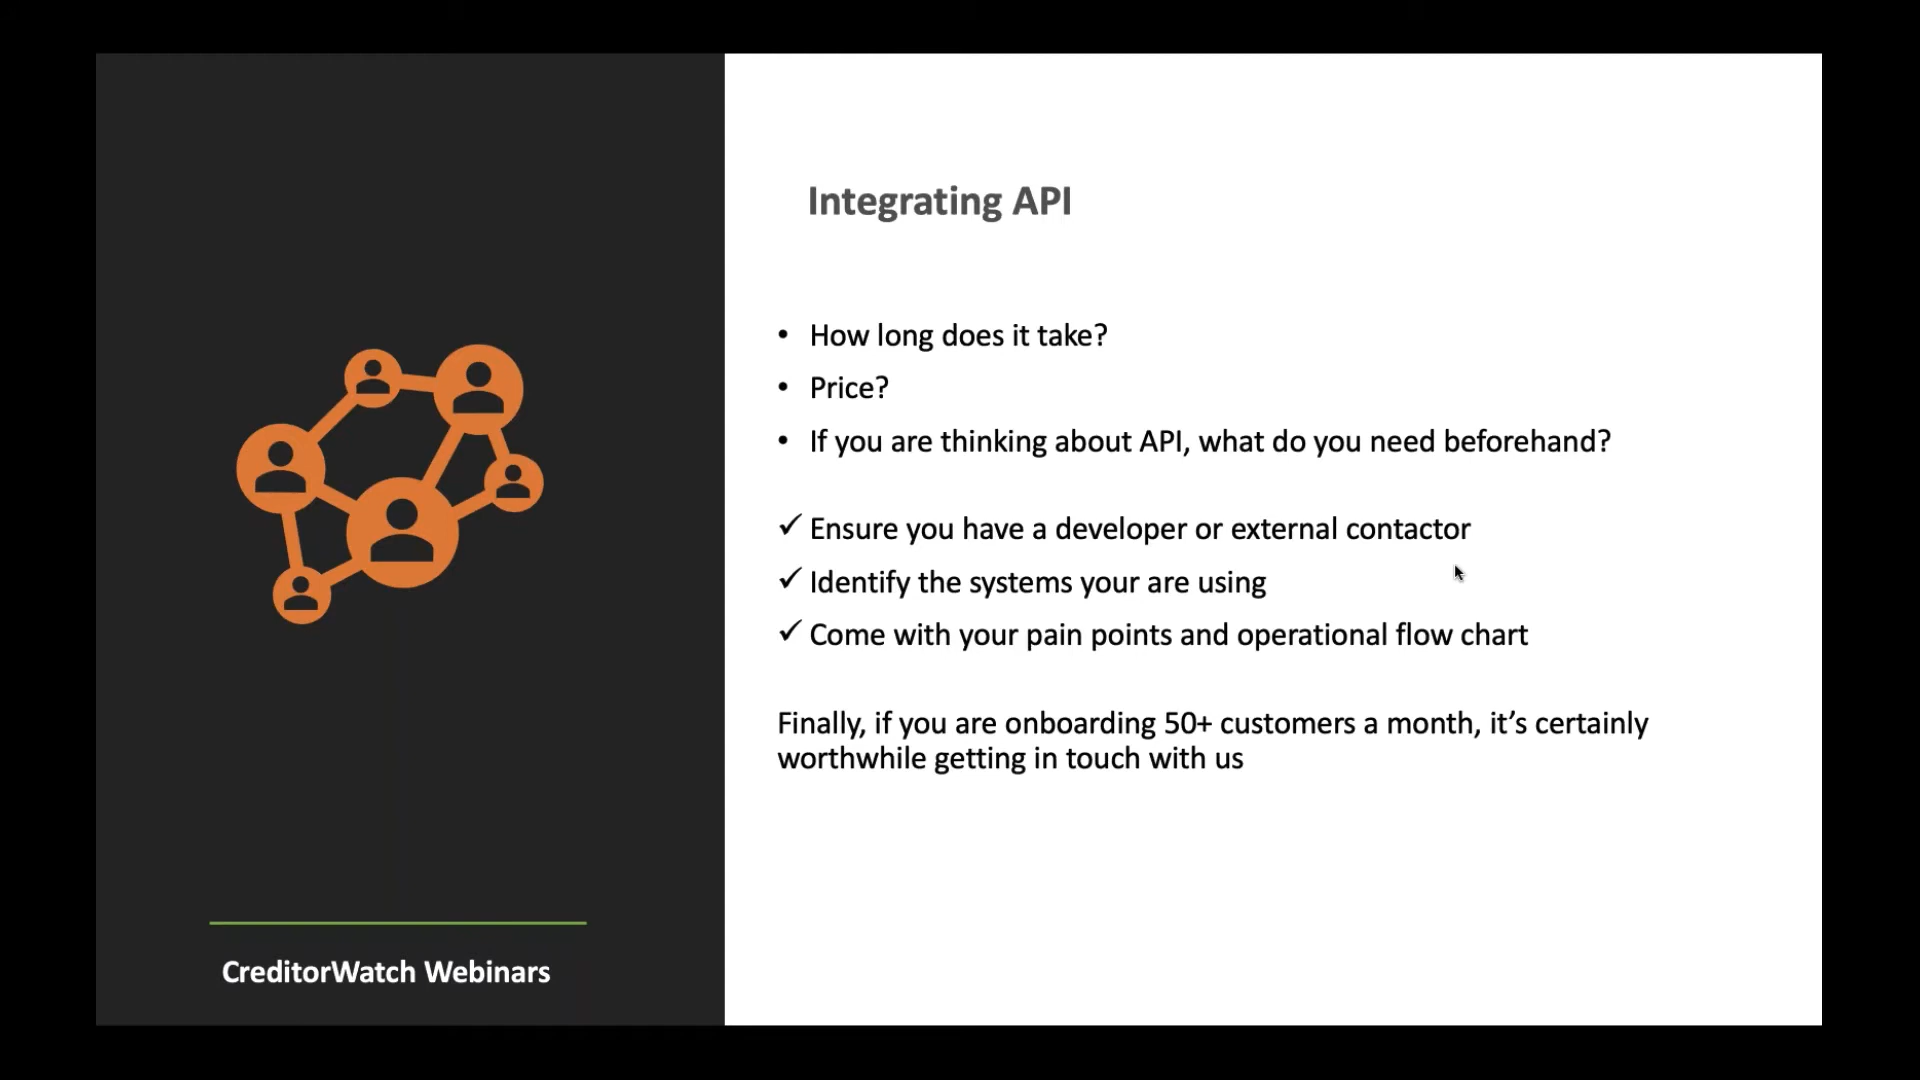 Integrating API
• How long does it take?
• Price?
• If you are thinking about API, what do you need beforehand?
✓ Ensure you have a developer or external contactor
✓ Identify the systems your are using
✓ Come with your pain points and operational flow chart
Finally, if you are onboarding 50+ customers a month, it’s certainly
worthwhile getting in touch with us
CreditorWatch Webinars